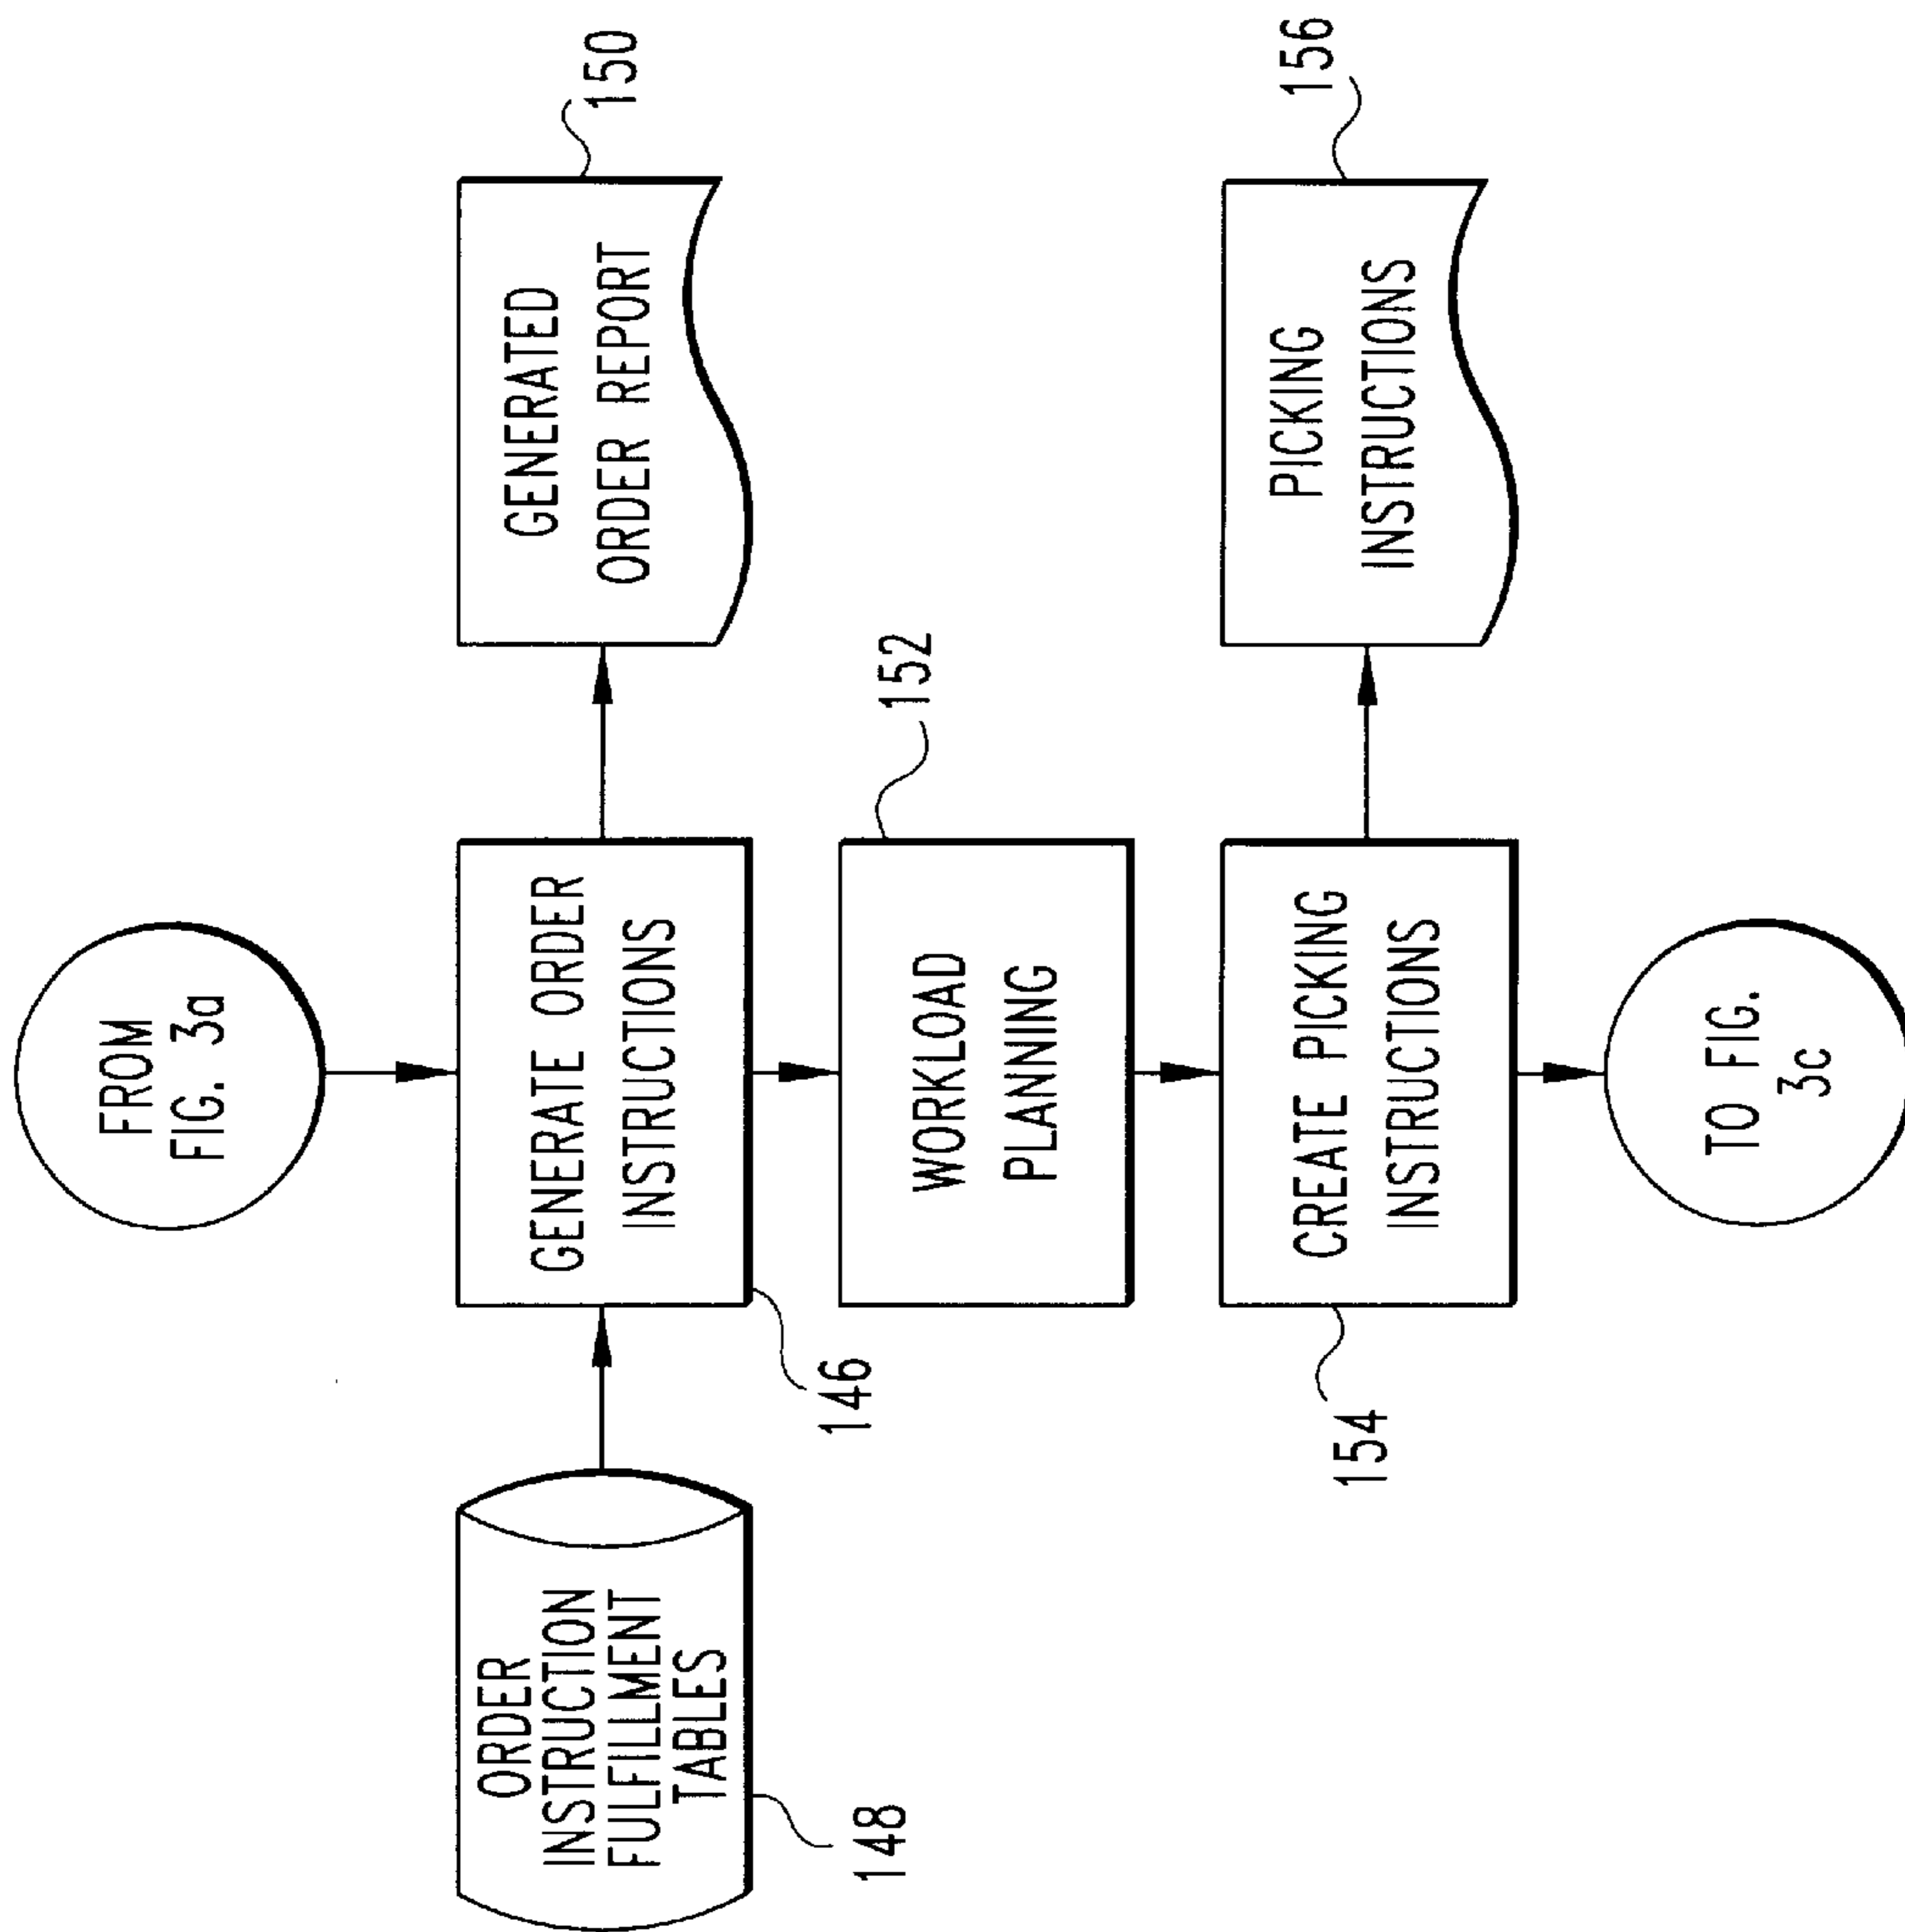 FROM
FIG. 3a
ORDER
INSTRUCTION
FULFILLMENT
TABLES
148
GENERATE ORDER
INSTRUCTIONS
146
GENERATED
ORDER REPORT
150
WORKLOAD
PLANNING
152
CREATE PICKING
INSTRUCTIONS
154
PICKING
INSTRUCTIONS
156
TO FIG.
3c